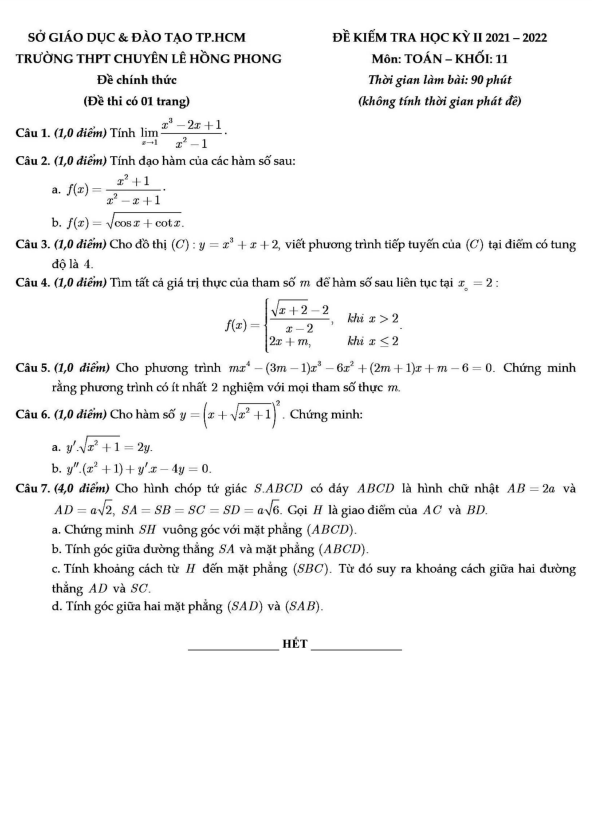 SỞ GIÁO DỤC & ĐÀO TẠO TP.HCM
TRƯỜNG THPT CHUYÊN LÊ HỒNG PHONG
Đề chính thức
(Đề thi có 01 trang)
ĐỀ KIỂM TRA HỌC KỲ II 2021 – 2022
Môn: TOÁN – KHỐI: 11
Thời gian làm bài: 90 phút
(không tính thời gian phát đề)
Câu 1. (1,0 điểm) Tính $\lim_{x \to 1} \frac{x^3 - 2x + 1}{x^2 - 1}$.
Câu 2. (1,0 điểm) Tính đạo hàm của các hàm số sau:
a. $f(x) = \frac{x^2 + 1}{x^2 - x + 1}$.
b. $f(x) = \sqrt{\cos x + \cot x}$.
Câu 3. (1,0 điểm) Cho đồ thị $(C): y = x^3 + x + 2$, viết phương trình tiếp tuyến của $(C)$ tại điểm có tung
độ là 4.
Câu 4. (1,0 điểm) Tìm tất cả giá trị thực của tham số $m$ để hàm số sau liên tục tại $x_\circ = 2$ :
$f(x) = \begin{cases} \frac{\sqrt{x+2} - 2}{x - 2}, & khi\ x > 2 \\ 2x + m, & khi\ x \le 2 \end{cases}$.
Câu 5. (1,0 điểm) Cho phương trình $mx^4 - (3m-1)x^3 - 6x^2 + (2m+1)x + m - 6 = 0$. Chứng minh
rằng phương trình có ít nhất 2 nghiệm với mọi tham số thực $m$.
Câu 6. (1,0 điểm) Cho hàm số $y = \left(x + \sqrt{x^2 + 1}\right)^2$. Chứng minh:
a. $y'.\sqrt{x^2 + 1} = 2y$.
b. $y''.(x^2 + 1) + y'.x - 4y = 0$.
Câu 7. (4,0 điểm) Cho hình chóp tứ giác $S.ABCD$ có đáy $ABCD$ là hình chữ nhật $AB = 2a$ và
$AD = a\sqrt{2}$, $SA = SB = SC = SD = a\sqrt{6}$. Gọi $H$ là giao điểm của $AC$ và $BD$.
a. Chứng minh $SH$ vuông góc với mặt phẳng $(ABCD)$.
b. Tính góc giữa đường thẳng $SA$ và mặt phẳng $(ABCD)$.
c. Tính khoảng cách từ $H$ đến mặt phẳng $(SBC)$. Từ đó suy ra khoảng cách giữa hai đường
thẳng $AD$ và $SC$.
d. Tính góc giữa hai mặt phẳng $(SAD)$ và $(SAB)$.
HẾT